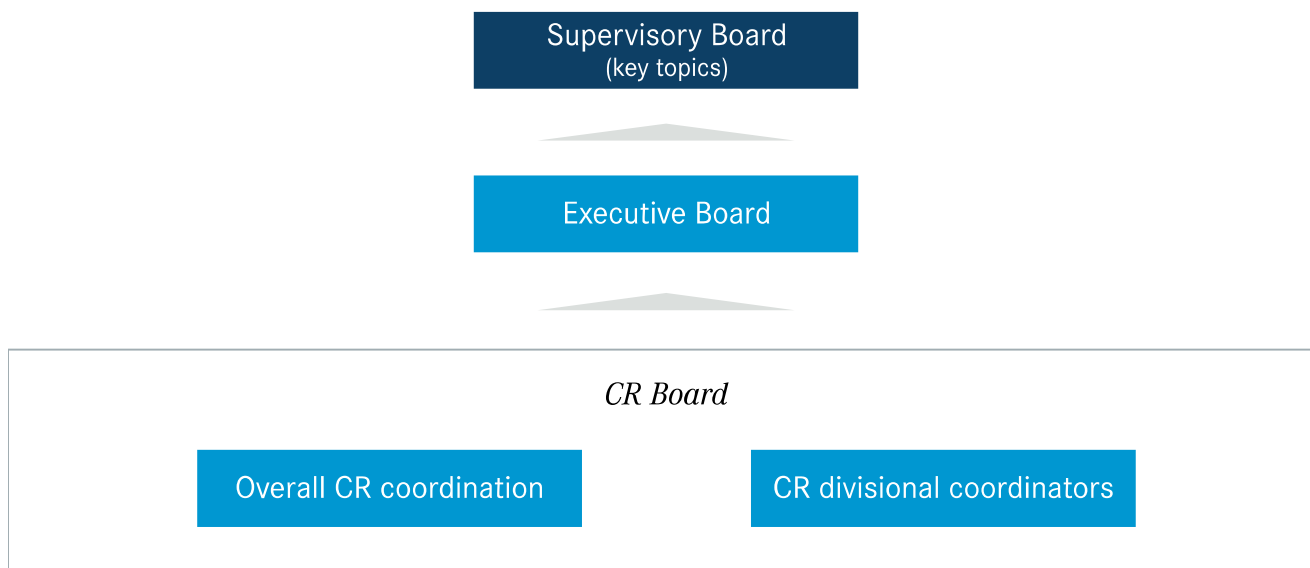 Supervisory Board
(key topics)
Executive Board
CR Board
Overall CR coordination
CR divisional coordinators